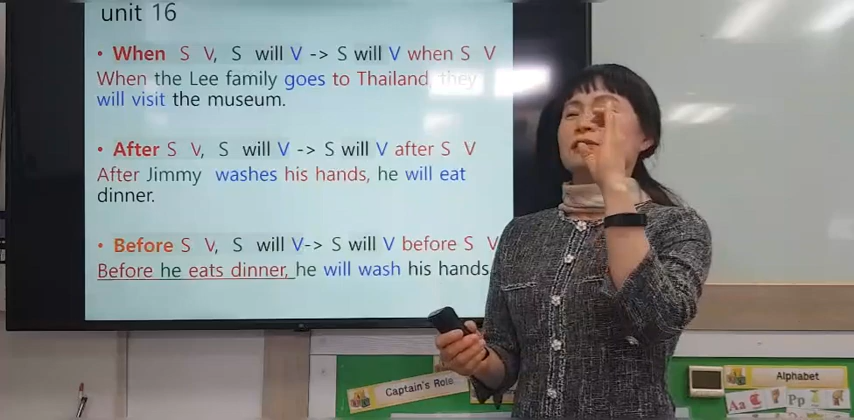 unit 16
• When S V, S will V -> S will V when S V
When the Lee family goes to Thailand, they
will visit the museum.
• After S V, S will V -> S will V after S V
After Jimmy washes his hands, he will eat
dinner.
• Before S V, S will V-> S will V before S V
Before he eats dinner, he will wash his hands.
Captain's Role
Alphabet
Aa
Pp